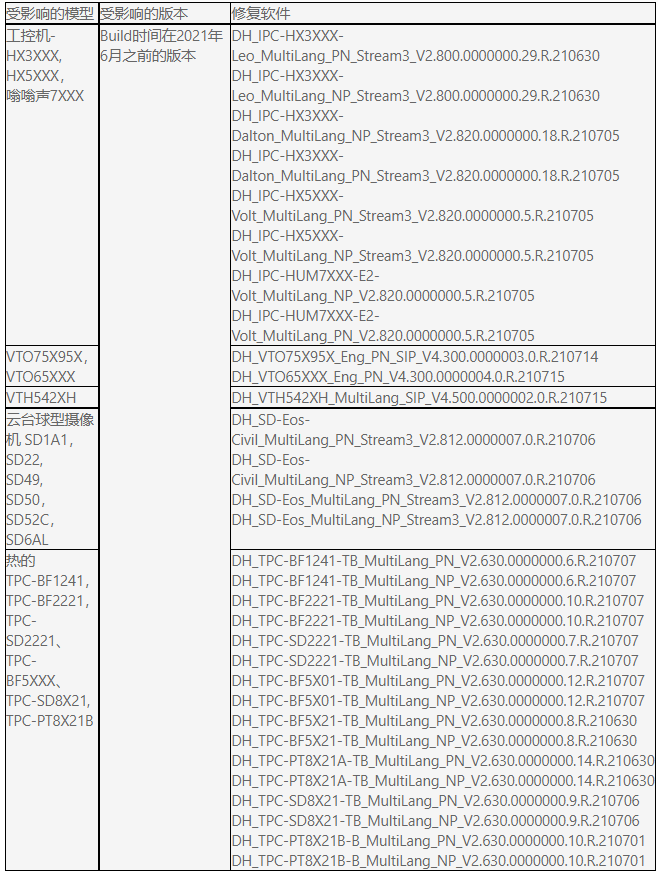 受影响的模型 受影响的版本 修复软件
工控机-
HX3XXX,
HX5XXX，
嗡嗡声7XXX
Build时间在2021年
6月之前的版本
DH_IPC-HX3XXX-
Leo_MultiLang_PN_Stream3_V2.800.0000000.29.R.210630
DH_IPC-HX3XXX-
Leo_MultiLang_NP_Stream3_V2.800.0000000.29.R.210630
DH_IPC-HX3XXX-
Dalton_MultiLang_NP_Stream3_V2.820.0000000.18.R.210705
DH_IPC-HX3XXX-
Dalton_MultiLang_PN_Stream3_V2.820.0000000.18.R.210705
DH_IPC-HX5XXX-
Volt_MultiLang_PN_Stream3_V2.820.0000000.5.R.210705
DH_IPC-HX5XXX-
Volt_MultiLang_NP_Stream3_V2.820.0000000.5.R.210705
DH_IPC-HUM7XXX-E2-
Volt_MultiLang_NP_V2.820.0000000.5.R.210705
DH_IPC-HUM7XXX-E2-
Volt_MultiLang_PN_V2.820.0000000.5.R.210705
VTO75X95X，
VTO65XXX
DH_VTO75X95X_Eng_PN_SIP_V4.300.0000003.0.R.210714
DH_VTO65XXX_Eng_PN_V4.300.0000004.0.R.210715
VTH542XH
DH_VTH542XH_MultiLang_SIP_V4.500.0000002.0.R.210715
云台球型摄像
机 SD1A1，
SD22,
SD49,
SD50，
SD52C，
SD6AL
DH_SD-Eos-
Civil_MultiLang_PN_Stream3_V2.812.0000007.0.R.210706
DH_SD-Eos-
Civil_MultiLang_NP_Stream3_V2.812.0000007.0.R.210706
DH_SD-Eos_MultiLang_PN_Stream3_V2.812.0000007.0.R.210706
DH_SD-Eos_MultiLang_NP_Stream3_V2.812.0000007.0.R.210706
热的
TPC-BF1241，
TPC-BF2221，
TPC-
SD2221、
TPC-
BF5XXX、
TPC-SD8X21,
TPC-PT8X21B
DH_TPC-BF1241-TB_MultiLang_PN_V2.630.0000000.6.R.210707
DH_TPC-BF1241-TB_MultiLang_NP_V2.630.0000000.6.R.210707
DH_TPC-BF2221-TB_MultiLang_PN_V2.630.0000000.10.R.210707
DH_TPC-BF2221-TB_MultiLang_NP_V2.630.0000000.10.R.210707
DH_TPC-SD2221-TB_MultiLang_PN_V2.630.0000000.7.R.210707
DH_TPC-SD2221-TB_MultiLang_NP_V2.630.0000000.7.R.210707
DH_TPC-BF5X01-TB_MultiLang_PN_V2.630.0000000.12.R.210707
DH_TPC-BF5X01-TB_MultiLang_NP_V2.630.0000000.12.R.210707
DH_TPC-BF5X21-TB_MultiLang_PN_V2.630.0000000.8.R.210630
DH_TPC-BF5X21-TB_MultiLang_NP_V2.630.0000000.8.R.210630
DH_TPC-PT8X21A-TB_MultiLang_PN_V2.630.0000000.14.R.210630
DH_TPC-PT8X21A-TB_MultiLang_NP_V2.630.0000000.14.R.210630
DH_TPC-SD8X21-TB_MultiLang_PN_V2.630.0000000.9.R.210706
DH_TPC-SD8X21-TB_MultiLang_NP_V2.630.0000000.9.R.210706
DH_TPC-PT8X21B-B_MultiLang_PN_V2.630.0000000.10.R.210701
DH_TPC-PT8X21B-B_MultiLang_NP_V2.630.0000000.10.R.210701